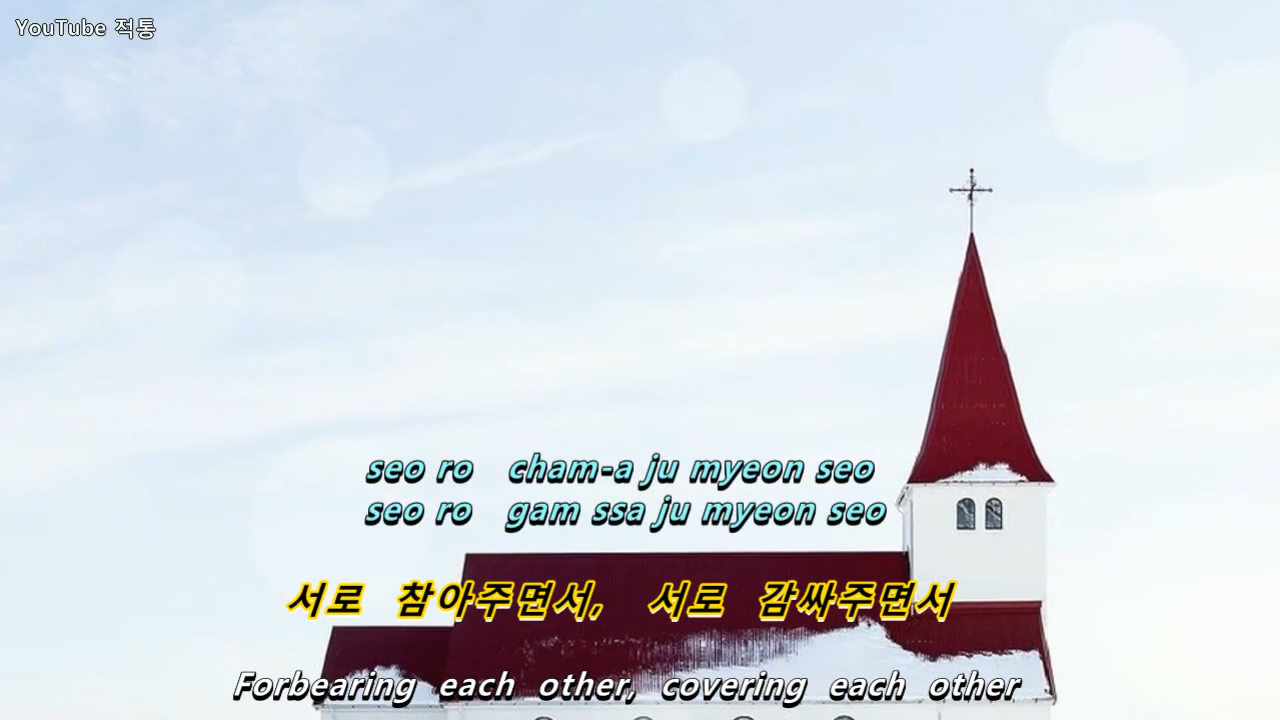 YouTube 적통
seo ro cham-a ju myeon seo
seo ro gam ssa ju myeon seo
서로 참아주면서, 서로 감싸주면서
Forbearing each other, covering each other